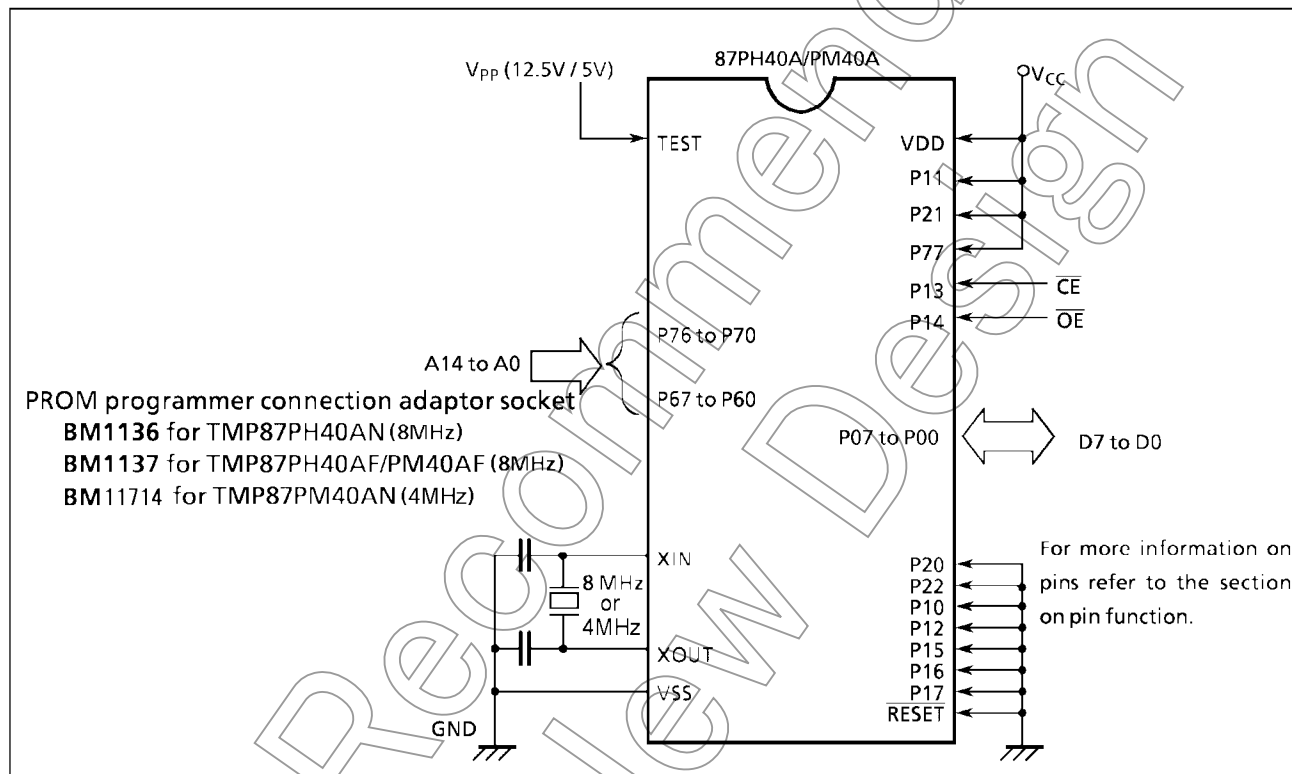 87PH40A/PM40A
VPP (12.5V / 5V)
VCC
TEST
VDD
P11
P21
P77
P13
CE
P14
OE
A14 to A0
P76 to P70
P67 to P60
PROM programmer connection adaptor socket
BM1136 for TMP87PH40AN (8MHz)
BM1137 for TMP87PH40AF/PM40AF (8MHz)
BM11714 for TMP87PM40AN (4MHz)
P07 to P00
D7 to D0
XIN
8 MHz
or
4MHz
XOUT
VSS
GND
P20
P22
P10
P12
P15
P16
P17
RESET
For more information on
pins refer to the section
on pin function.
Design